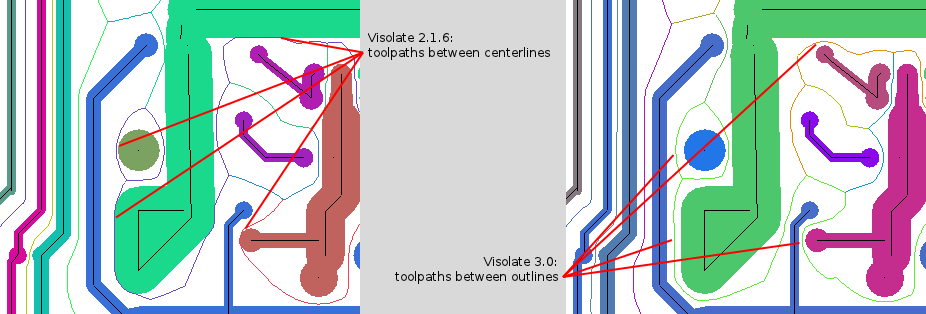 Visolate 2.1.6:
toolpaths between centerlines
Visolate 3.0:
toolpaths between outlines